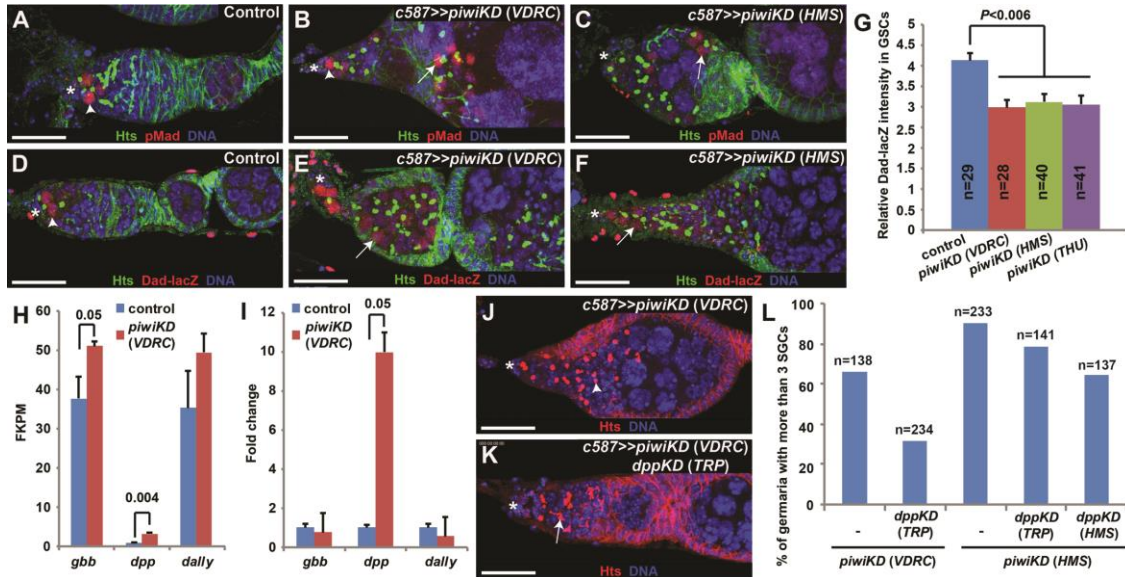 A
Control
*
Hts pMad DNA
B
c587>>piwiKD (VDRC)
*
Hts pMad DNA
C
c587>>piwiKD (HMS)
*
Hts pMad DNA
D
Control
*
Hts Dad-lacZ DNA
E
c587>>piwiKD (VDRC)
*
Hts Dad-lacZ DNA
F
c587>>piwiKD (HMS)
*
Hts Dad-lacZ DNA
G
P<0.006
Relative Dad-lacZ intensity in GSCs
4.5
4
3.5
3
2.5
2
1.5
1
0.5
0
n=29
n=28
n=40
n=41
control
piwiKD (VDRC)
piwiKD (HMS)
piwiKD (THU)
H
control
piwiKD
(VDRC)
FKPM
60
50
40
30
20
10
0
0.05
0.004
gbb dpp dally
I
control
piwiKD
(VDRC)
Fold change
12
10
8
6
4
2
0
0.05
gbb dpp dally
J
c587>>piwiKD (VDRC)
*
Hts DNA
K
c587>>piwiKD (VDRC)
dppKD (TRP)
*
Hts DNA
L
% of germaria with more than 3 SGCs
100
80
60
40
20
0
n=138
n=234
n=233
n=141
n=137
- dppKD (TRP) - dppKD (TRP) dppKD (HMS)
piwiKD (VDRC) piwiKD (HMS)